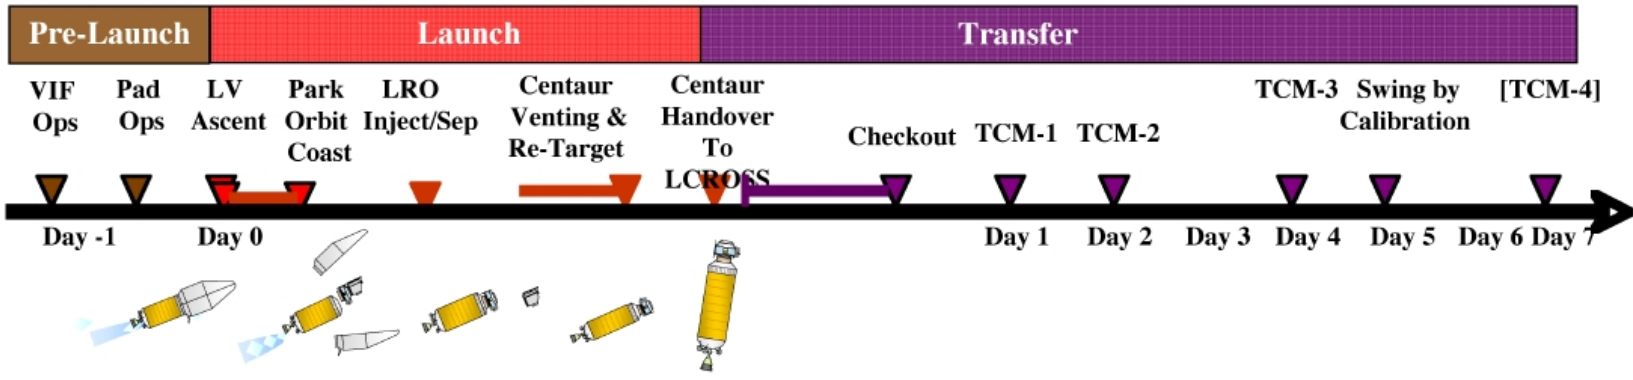 Pre-Launch
Launch
Transfer
VIF
Ops
Pad
Ops
LV
Ascent
Park
Orbit
Coast
LRO
Inject/Sep
Centaur
Venting &
Re-Target
Centaur
Handover
To
LCROSS
Checkout
TCM-1
TCM-2
TCM-3
Swing by
Calibration
[TCM-4]
Day -1
Day 0
Day 1
Day 2
Day 3
Day 4
Day 5
Day 6
Day 7